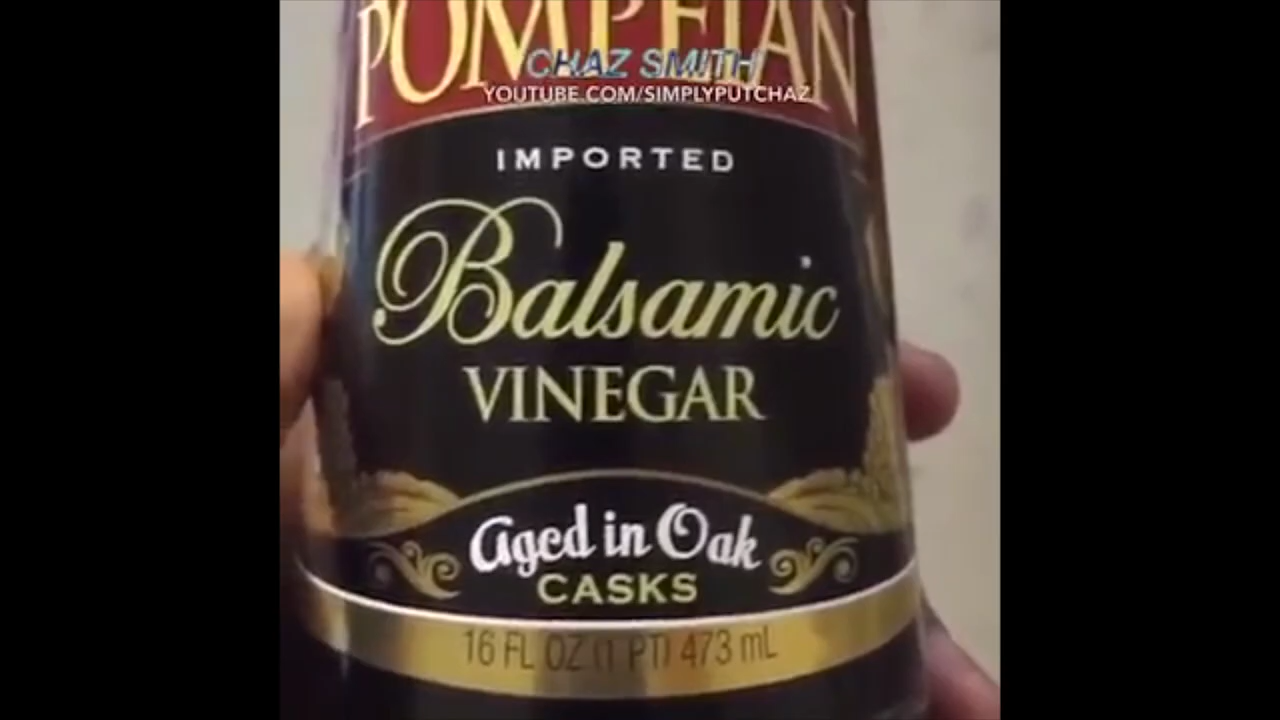 POMPEIAN
CHAZ SMITH
YOUTUBE.COM/SIMPLYPUTCHAZ
IMPORTED
Balsamic
VINEGAR
Aged in Oak
CASKS
16 FL OZ (1 PT) 473 mL